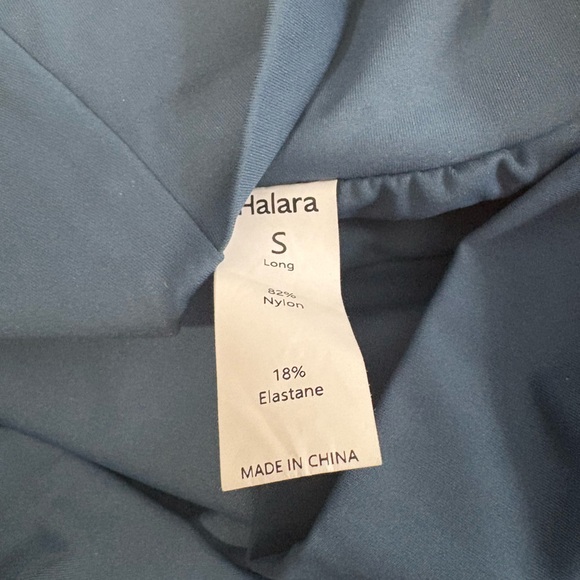 Halara
S
Long
82%
Nylon
18%
Elastane
MADE IN CHINA